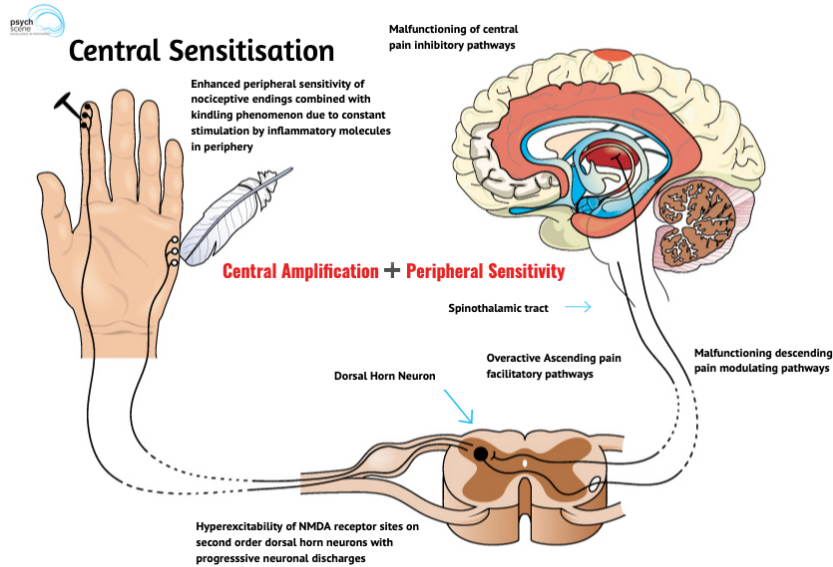 psych
scene
Central Sensitisation
Malfunctioning of central
pain inhibitory pathways
Enhanced peripheral sensitivity of
nociceptive endings combined with
kindling phenomenon due to constant
stimulation by inflammatory molecules
in periphery
Central Amplification + Peripheral Sensitivity
Spinothalamic tract
Overactive Ascending pain
facilitatory pathways
Malfunctioning descending
pain modulating pathways
Dorsal Horn Neuron
Hyperexcitability of NMDA receptor sites on
second order dorsal horn neurons with
progresssive neuronal discharges